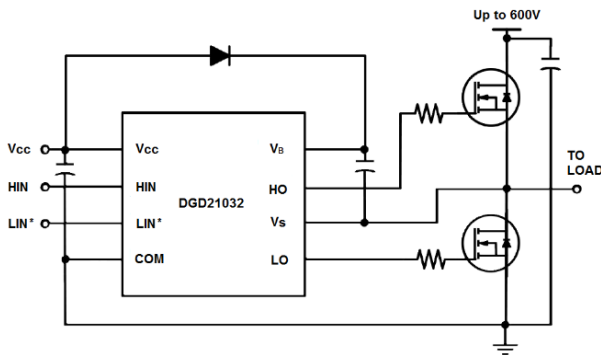 Up to 600V
Vcc
Vcc
VB
TO
LOAD
HIN
HIN
HO
DGD21032
LIN*
LIN*
Vs
COM
LO